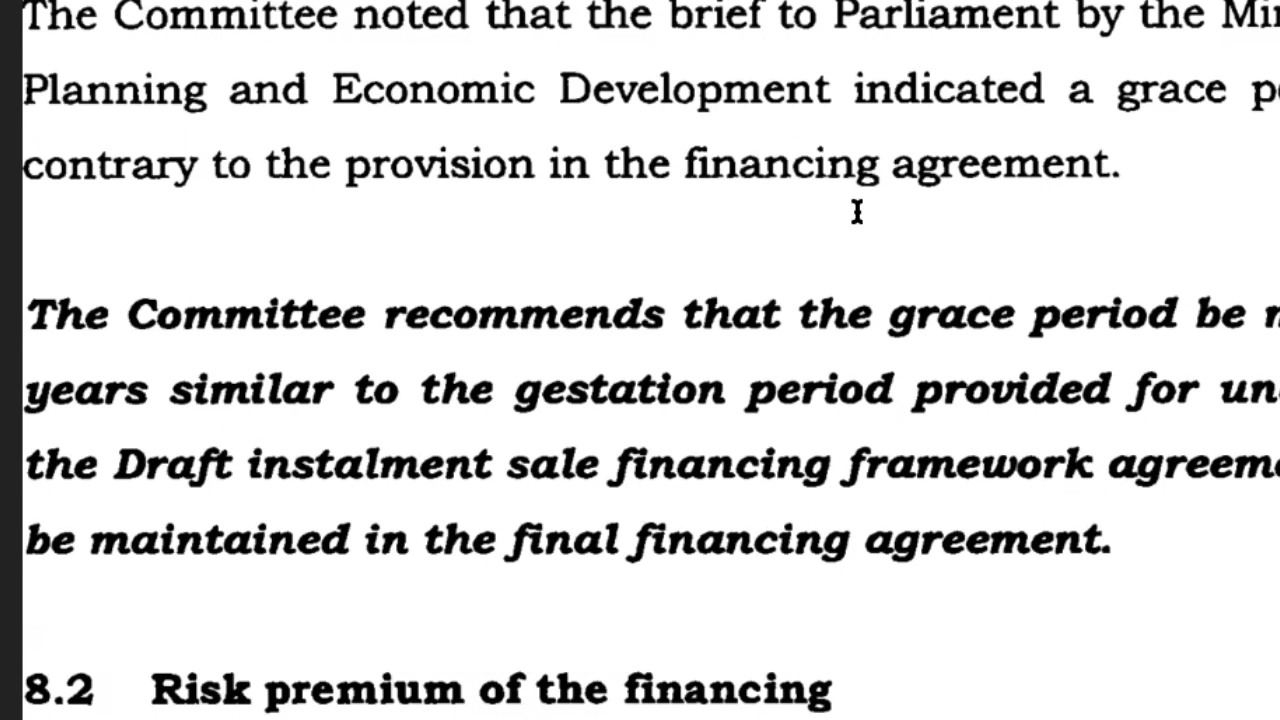 The Committee noted that the brief to Parliament by the
Planning and Economic Development indicated a grace
contrary to the provision in the financing agreement.
The Committee recommends that the grace period be
years similar to the gestation period provided for
the Draft instalment sale financing framework
be maintained in the final financing agreement.
8.2 Risk premium of the financing